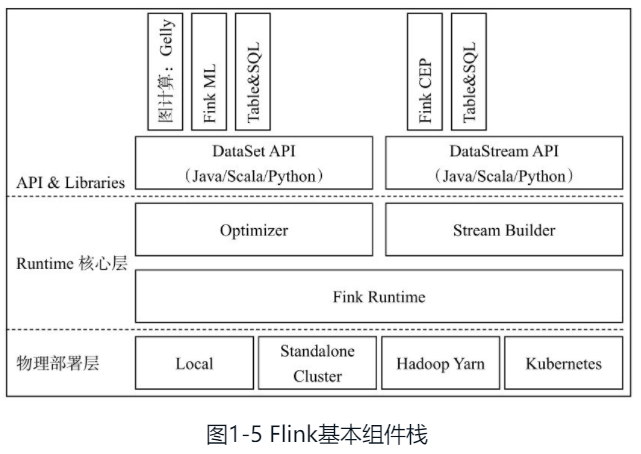 图计算：Gelly
Fink ML
Table&SQL
Fink CEP
Table&SQL
DataSet API
（Java/Scala/Python）
DataStream API
（Java/Scala/Python）
API & Libraries
Optimizer
Stream Builder
Runtime 核心层
Fink Runtime
物理部署层
Local
Standalone
Cluster
Hadoop Yarn
Kubernetes
图1-5 Flink基本组件栈